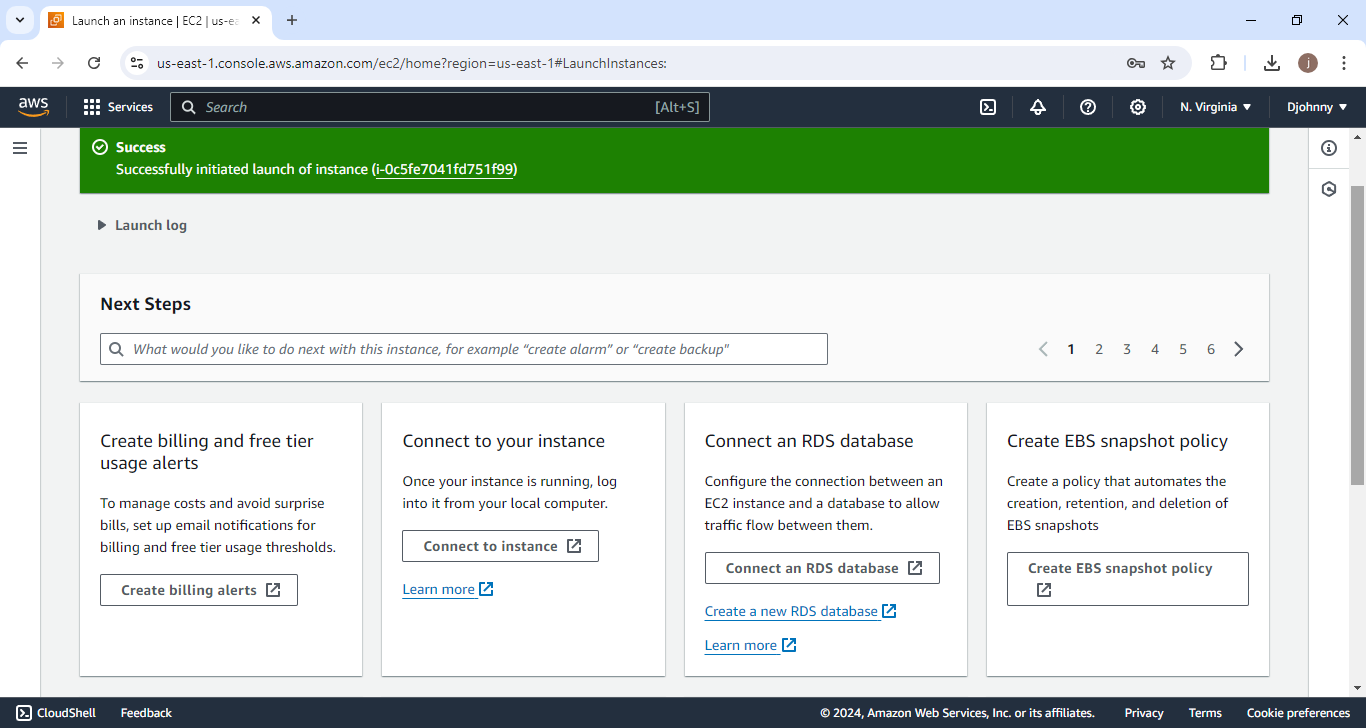 Launch an instance | EC2 | us-ea
us-east-1.console.aws.amazon.com/ec2/home?region=us-east-1#LaunchInstances:
j
aws
Services
Search
[Alt+S]
N. Virginia
Djohnny
Success
Successfully initiated launch of instance (i-0c5fe7041fd751f99)
Launch log
Next Steps
What would you like to do next with this instance, for example “create alarm” or “create backup"
1 2 3 4 5 6
Create billing and free tier
usage alerts
To manage costs and avoid surprise
bills, set up email notifications for
billing and free tier usage thresholds.
Create billing alerts
Connect to your instance
Once your instance is running, log
into it from your local computer.
Connect to instance
Learn more
Connect an RDS database
Configure the connection between an
EC2 instance and a database to allow
traffic flow between them.
Connect an RDS database
Create a new RDS database
Learn more
Create EBS snapshot policy
Create a policy that automates the
creation, retention, and deletion of
EBS snapshots
Create EBS snapshot policy
CloudShell
Feedback
© 2024, Amazon Web Services, Inc. or its affiliates.
Privacy
Terms
Cookie preferences